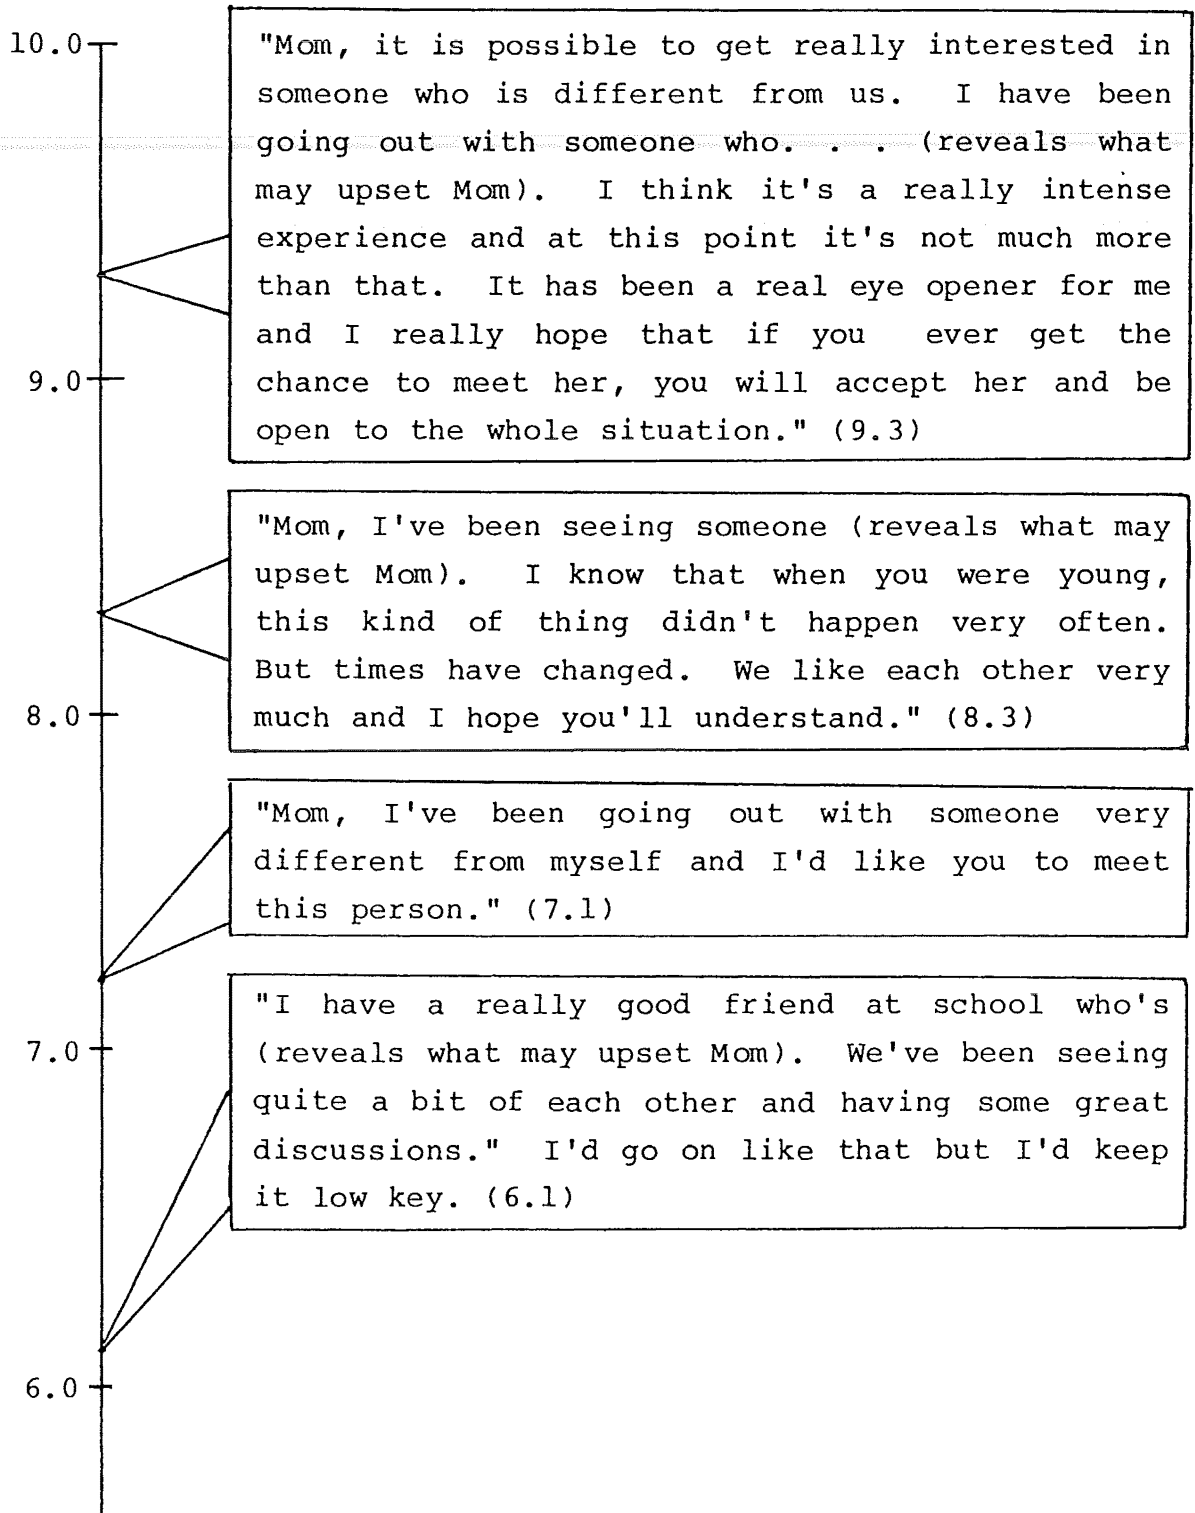 10.0
"Mom, it is possible to get really interested in
someone who is different from us. I have been
going out with someone who. . . (reveals what
may upset Mom). I think it's a really intense
experience and at this point it's not much more
than that. It has been a real eye opener for me
and I really hope that if you ever get the
chance to meet her, you will accept her and be
open to the whole situation." (9.3)
9.0
"Mom, I've been seeing someone (reveals what may
upset Mom). I know that when you were young,
this kind of thing didn't happen very often.
But times have changed. We like each other very
much and I hope you'll understand." (8.3)
8.0
"Mom, I've been going out with someone very
different from myself and I'd like you to meet
this person." (7.1)
"I have a really good friend at school who's
(reveals what may upset Mom). We've been seeing
quite a bit of each other and having some great
discussions." I'd go on like that but I'd keep
it low key. (6.1)
7.0
6.0